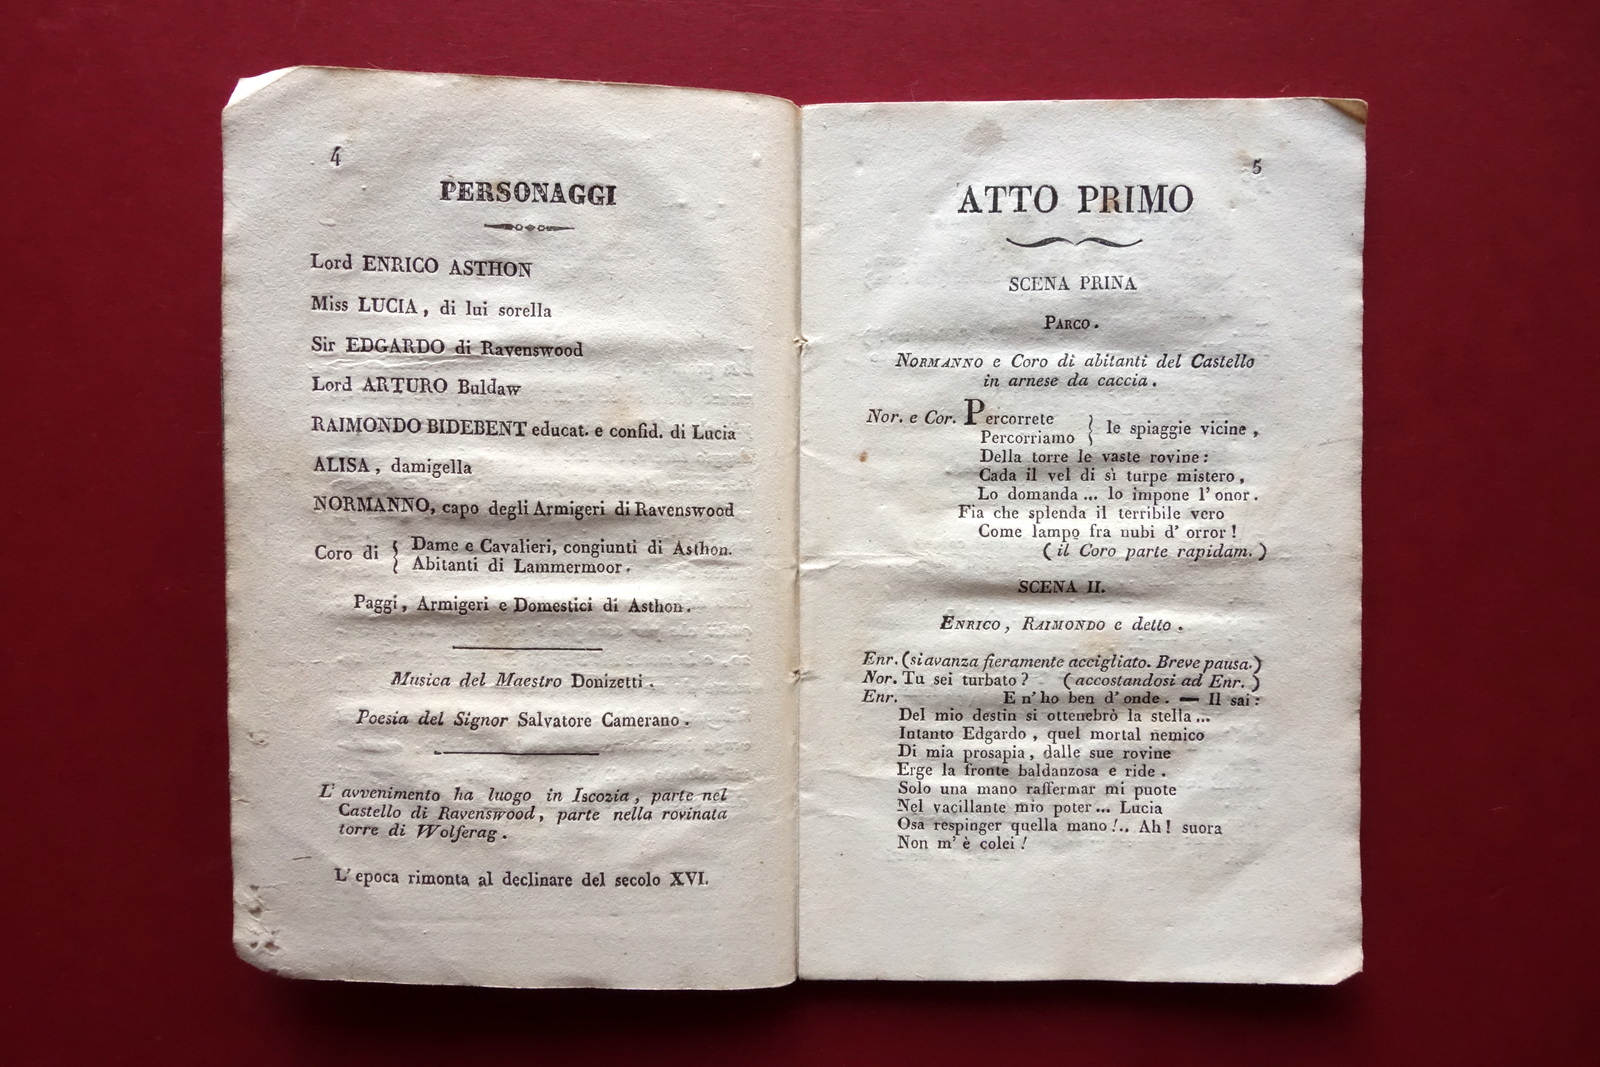 4
PERSONAGGI
Lord ENRICO ASTHON
Miss LUCIA, di lui sorella
Sir EDGARDO di Ravenswood
Lord ARTURO Buldaw
RAIMONDO BIDEBENT educat. e confid. di Lucia
ALISA, damigella
NORMANNO, capo degli Armigeri di Ravenswood
Coro di { Dame e Cavalieri, congiunti di Asthon.
Abitanti di Lammermoor.
Paggi, Armigeri e Domestici di Asthon.
Musica del Maestro Donizetti.
Poesia del Signor Salvatore Camerano.
L' avvenimento ha luogo in Iscozia, parte nel
Castello di Ravenswood, parte nella rovinata
torre di Wolferag.
L' epoca rimonta al declinare del secolo XVI.
5
ATTO PRIMO
SCENA PRINA
PARCO.
NORMANNO e Coro di abitanti del Castello
in arnese da caccia.
Nor. e Cor. Percorrete } le spiaggie vicine,
Percorriamo
Della torre le vaste rovine:
Cada il vel di sì turpe mistero,
Lo domanda... lo impone l' onor.
Fia che splenda il terribile vero
Come lampo fra nubi d' orror!
(il Coro parte rapidam.)
SCENA II.
ENRICO, RAIMONDO e detto.
Enr. (si avanza fieramente accigliato. Breve pausa.)
Nor. Tu sei turbato? (accostandosi ad Enr.)
Enr. E n' ho ben d' onde. — Il sai:
Del mio destin si ottenebrò la stella...
Intanto Edgardo, quel mortal nemico
Di mia prosapia, dalle sue rovine
Erge la fronte baldanzosa e ride.
Solo una mano raffermar mi puote
Nel vacillante mio poter... Lucia
Osa respinger quella mano!.. Ah! suora
Non m' è colei!